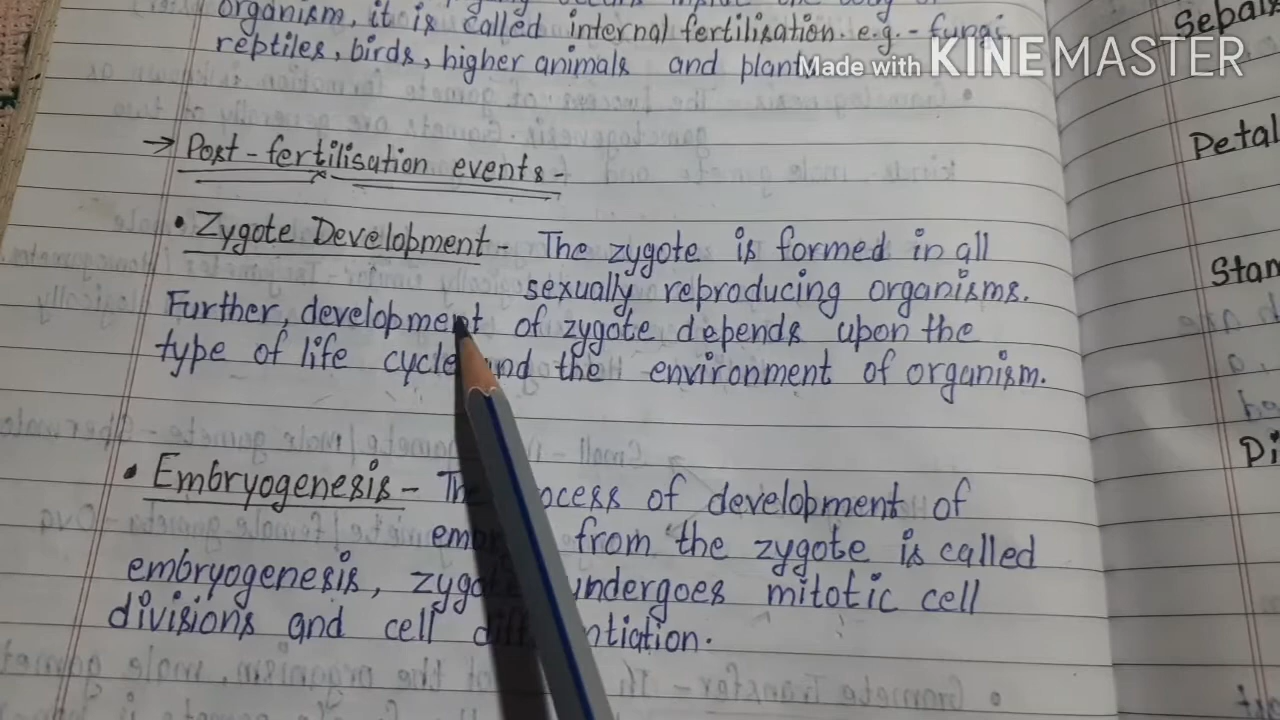 organism, it is called internal fertilisation. e.g. - fungi,
reptiles, birds, higher animals and plant
Made with KINEMASTER
→ Post-fertilisation events-
• Zygote Development - The zygote is formed in all
sexually reproducing organisms.
Further, development of zygote depends upon the
type of life cycle and the environment of organism.
• Embryogenesis - The process of development of
from the zygote is called
embryogenesis, zygote undergoes mitotic cell
divisions and cell differentiation.
Sepals
Petal